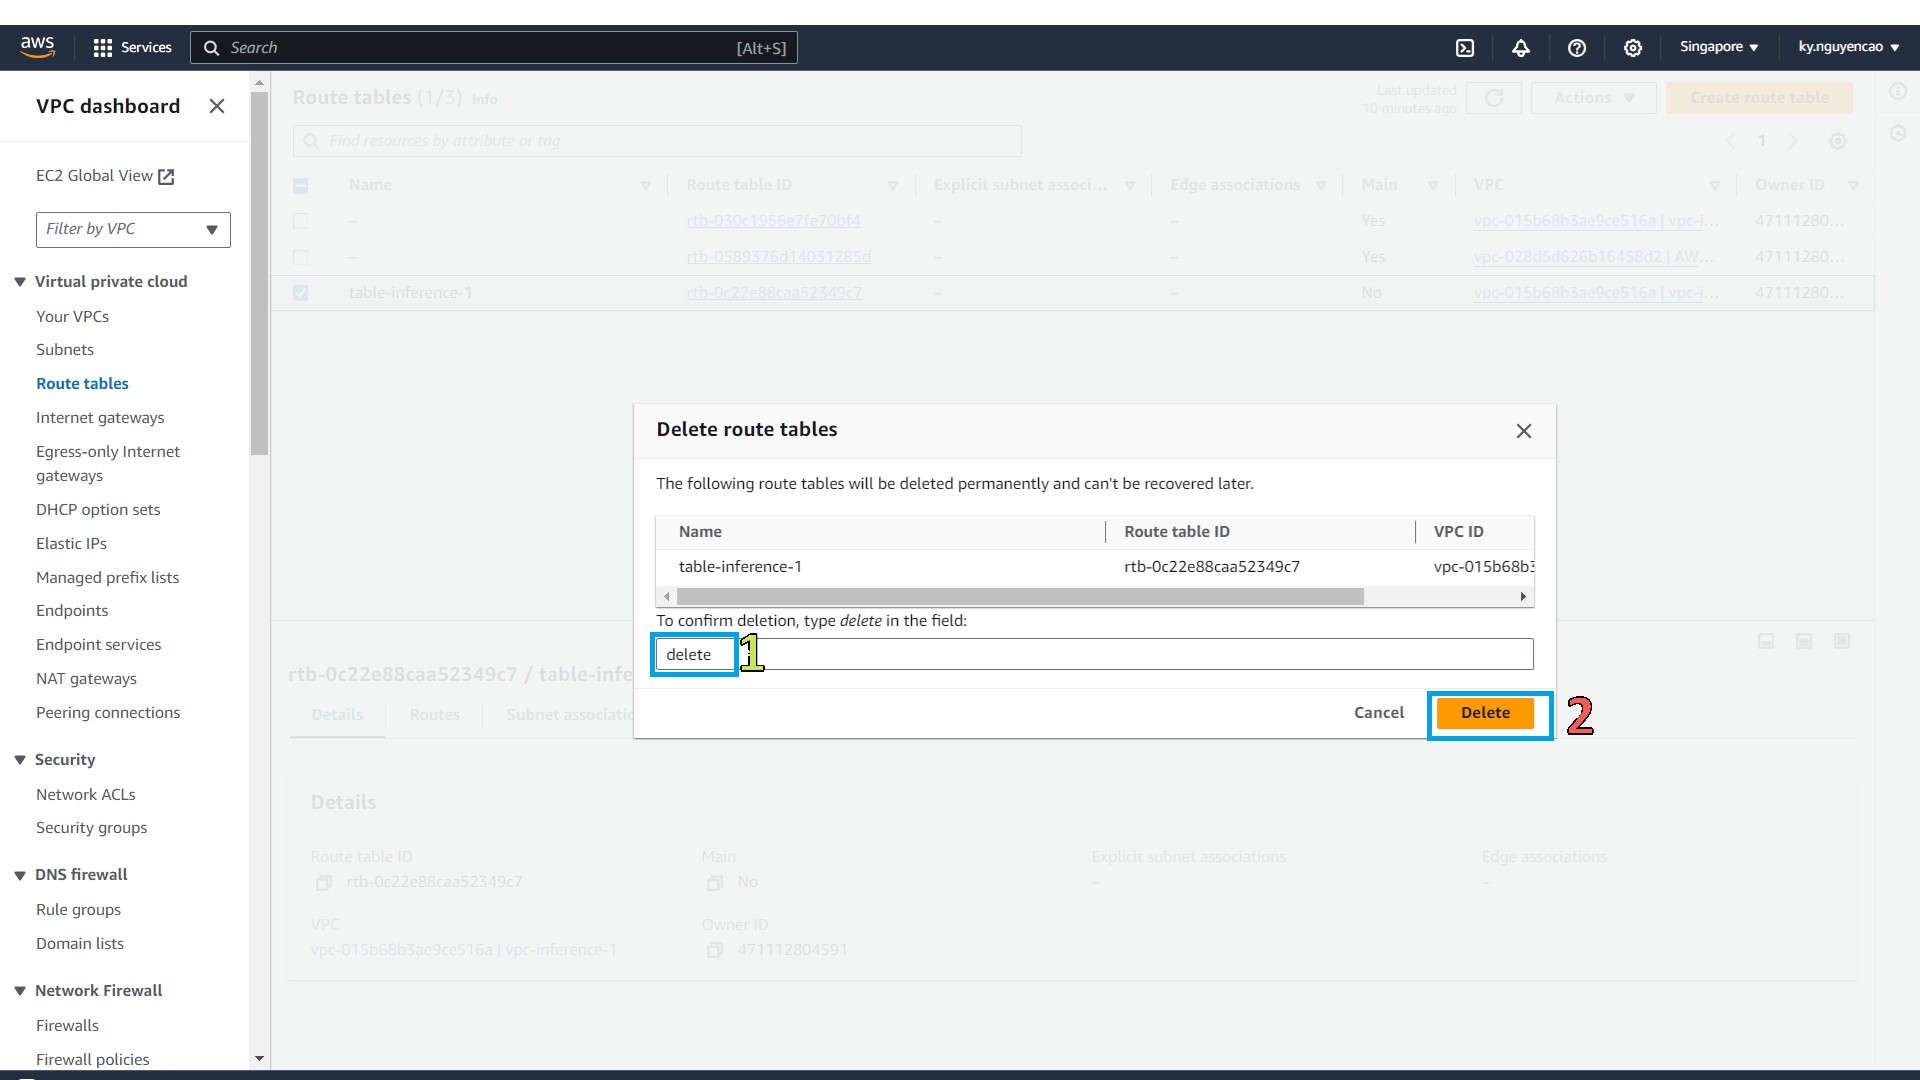 aws
Services
Search
[Alt+S]
Singapore
ky.nguyencao
VPC dashboard
EC2 Global View
Filter by VPC
Virtual private cloud
Your VPCs
Subnets
Route tables
Internet gateways
Egress-only Internet
gateways
DHCP option sets
Elastic IPs
Managed prefix lists
Endpoints
Endpoint services
NAT gateways
Peering connections
Security
Network ACLs
Security groups
DNS firewall
Rule groups
Domain lists
Network Firewall
Firewalls
Firewall policies
Route tables (1/3) Info
Last updated
10 minutes ago
Actions
Create route table
Find resources by attribute or tag
1
Name Route table ID Explicit subnet associ... Edge associations Main VPC Owner ID
– rtb-030c1956e7fe70bf4 – – Yes vpc-015b68b3ae9ce516a | vpc-i... 47111280...
– rtb-0589376d14031285d – – Yes vpc-028d5d626b16458d2 | AW... 47111280...
table-inference-1 rtb-0c22e88caa52349c7 – – No vpc-015b68b3ae9ce516a | vpc-i... 47111280...
Delete route tables
The following route tables will be deleted permanently and can't be recovered later.
Name Route table ID VPC ID
table-inference-1 rtb-0c22e88caa52349c7 vpc-015b68b3
To confirm deletion, type delete in the field:
delete
1
Cancel
Delete
2
rtb-0c22e88caa52349c7 / table-infe
Details Routes Subnet associatio
Details
Route table ID
rtb-0c22e88caa52349c7
Main
No
Explicit subnet associations
–
Edge associations
–
VPC
vpc-015b68b3ae9ce516a | vpc-inference-1
Owner ID
471112804591